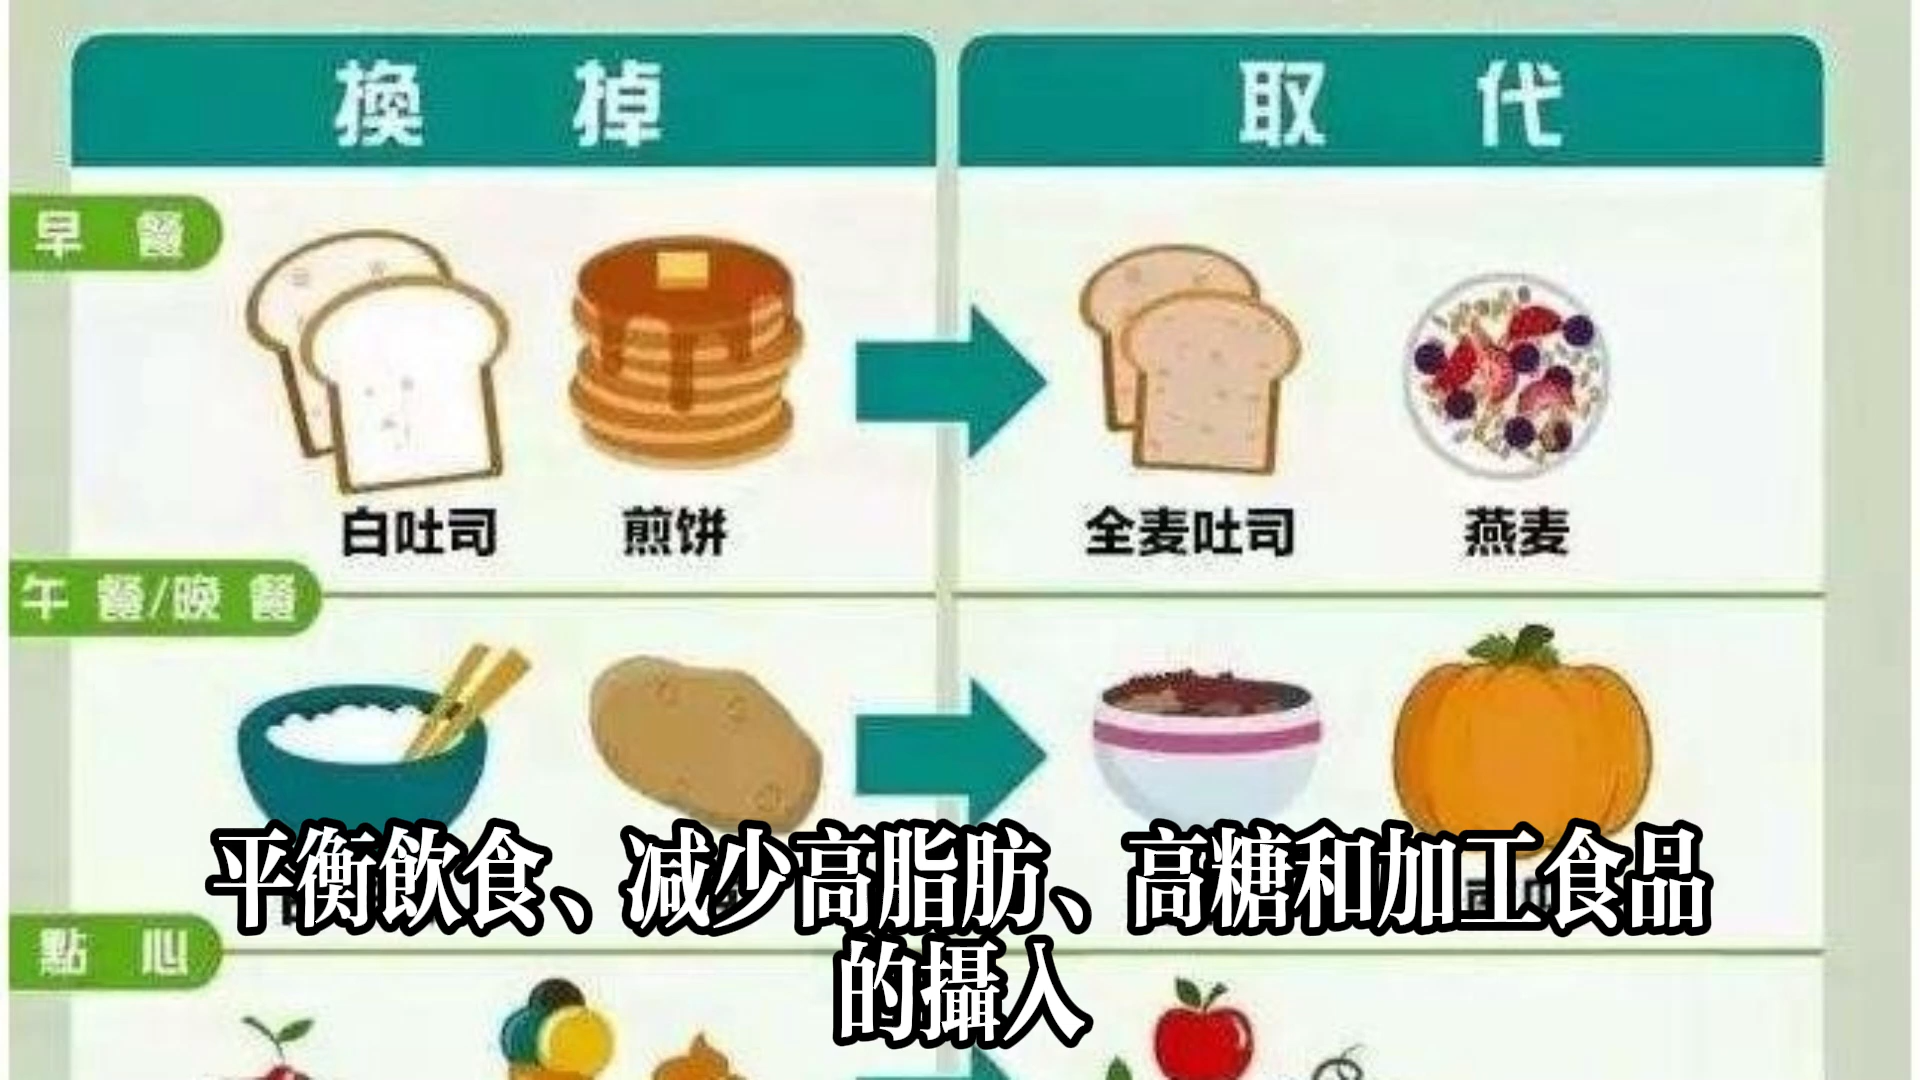 換掉
取代
早餐
白吐司
煎饼
全麦吐司
燕麦
午餐/晚餐
平衡飲食、減少高脂肪、高糖和加工食品
的攝入
點心